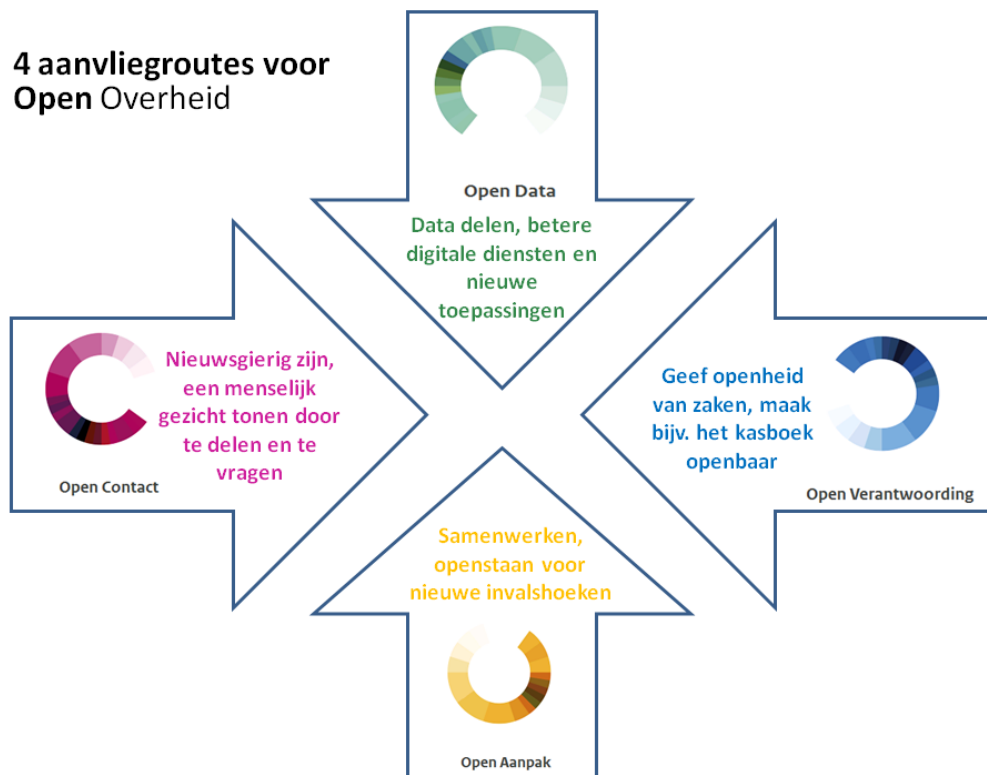 4 aanvliegroutes voor
Open Overheid
Open Data
Data delen, betere
digitale diensten en
nieuwe
toepassingen
Nieuwsgierig zijn,
een menselijk
gezicht tonen door
te delen en te
vragen
Open Contact
Geef openheid
van zaken, maak
bijv. het kasboek
openbaar
Open Verantwoording
Samenwerken,
openstaan voor
nieuwe invalshoeken
Open Aanpak